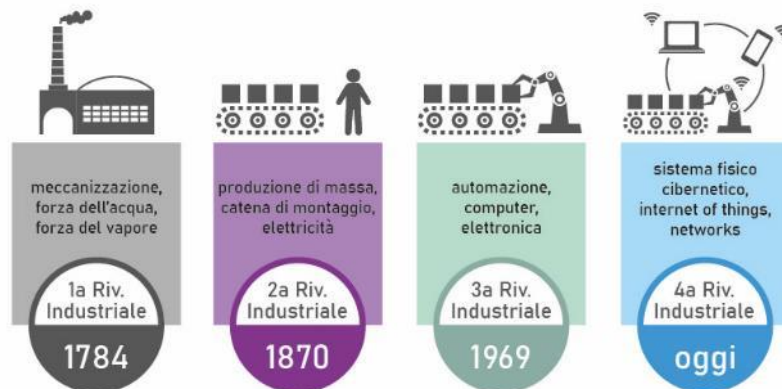 meccanizzazione,
forza dell'acqua,
forza del vapore
1a Riv.
Industriale
1784
produzione di massa,
catena di montaggio,
elettricità
2a Riv.
Industriale
1870
automazione,
computer,
elettronica
3a Riv.
Industriale
1969
sistema fisico
cibernetico,
internet of things,
networks
4a Riv.
Industriale
oggi